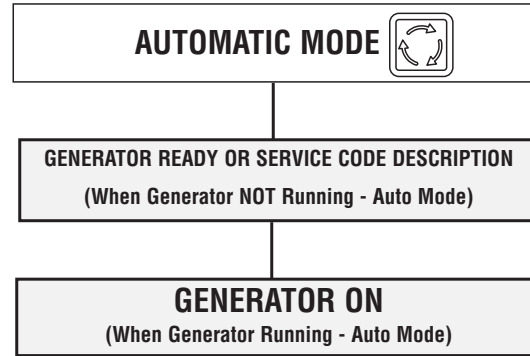 AUTOMATIC MODE
GENERATOR READY OR SERVICE CODE DESCRIPTION
(When Generator NOT Running - Auto Mode)
GENERATOR ON
(When Generator Running - Auto Mode)